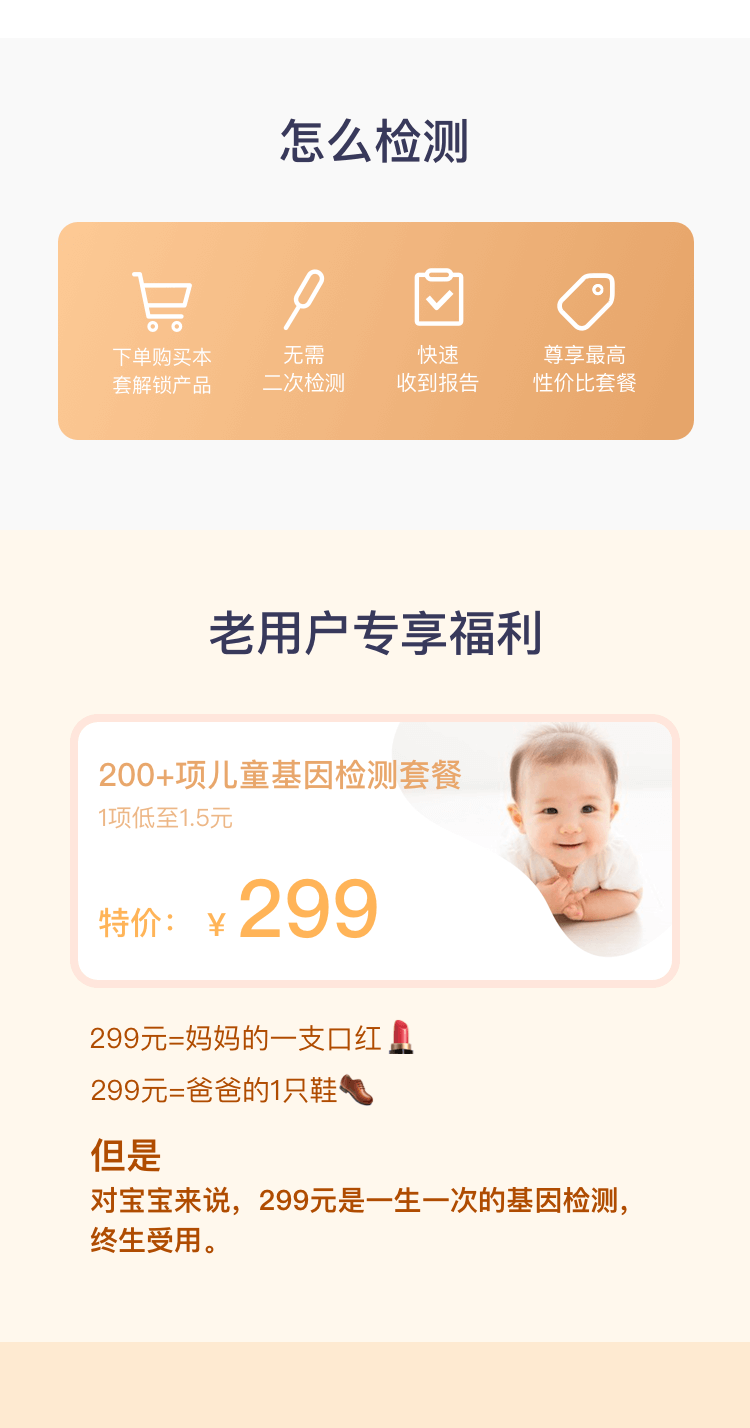 怎么检测
下单购买本
套解锁产品
无需
二次检测
快速
收到报告
尊享最高
性价比套餐
老用户专享福利
200+项儿童基因检测套餐
1项低至1.5元
特价： ¥ 299
299元=妈妈的一支口红💄
299元=爸爸的1只鞋👞
但是
对宝宝来说，299元是一生一次的基因检测，
终生受用。